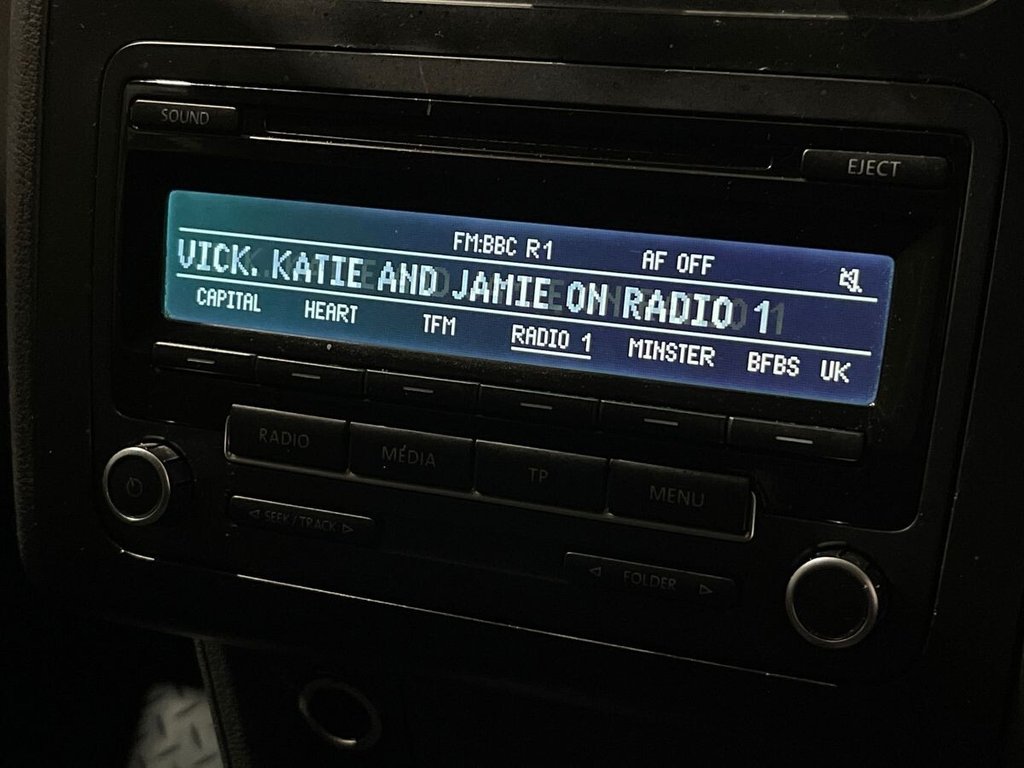 SOUND
EJECT
FM:BBC R1 AF OFF
VICK. KATIE AND JAMIE ON RADIO 1
CAPITAL HEART TFM RADIO 1 MINSTER BFBS UK
RADIO MEDIA TP MENU
SEEK / TRACK
FOLDER